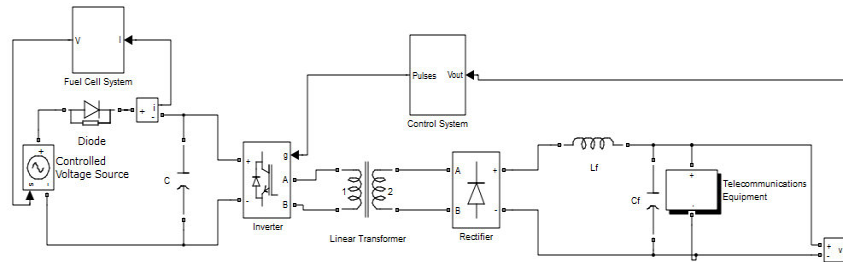 V
I
Fuel Cell System
Pulses
Vout
Control System
+
i
-
Diode
Controlled
Voltage Source
+
s
-
C
+
g
A
-
B
Inverter
1
2
Linear Transformer
A
+
B
-
Rectifier
Lf
Cf
+
-
Telecommunications
Equipment
+
-
v